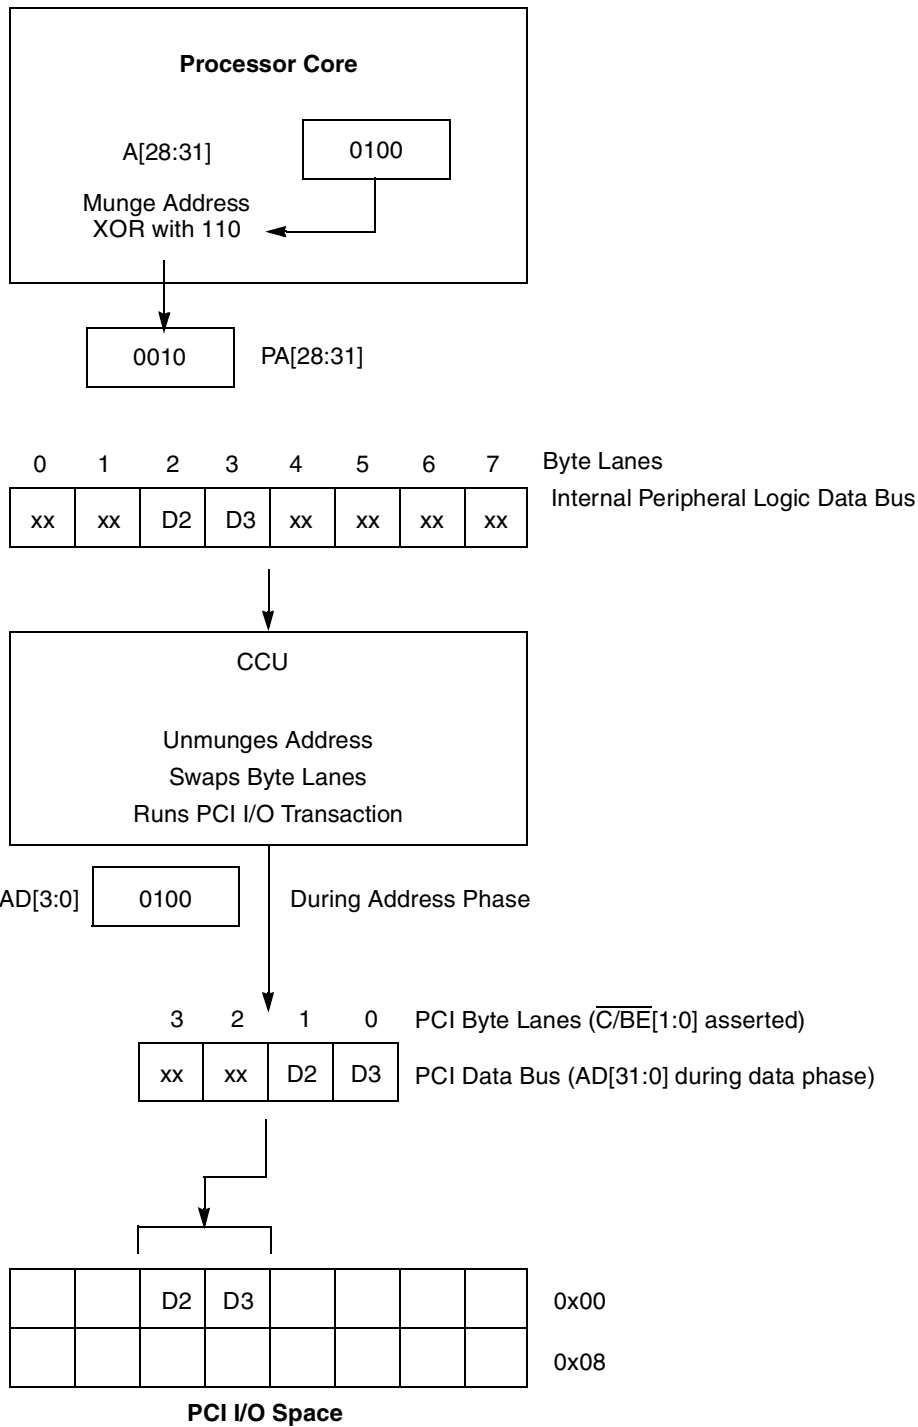 Processor Core
A[28:31] 0100
Munge Address
XOR with 110
0010 PA[28:31]
0 1 2 3 4 5 6 7 Byte Lanes
Internal Peripheral Logic Data Bus
xx xx D2 D3 xx xx xx xx
CCU
Unmunges Address
Swaps Byte Lanes
Runs PCI I/O Transaction
AD[3:0] 0100 During Address Phase
3 2 1 0 PCI Byte Lanes (C/BE[1:0] asserted)
xx xx D2 D3 PCI Data Bus (AD[31:0] during data phase)
D2 D3 0x00
0x08
PCI I/O Space